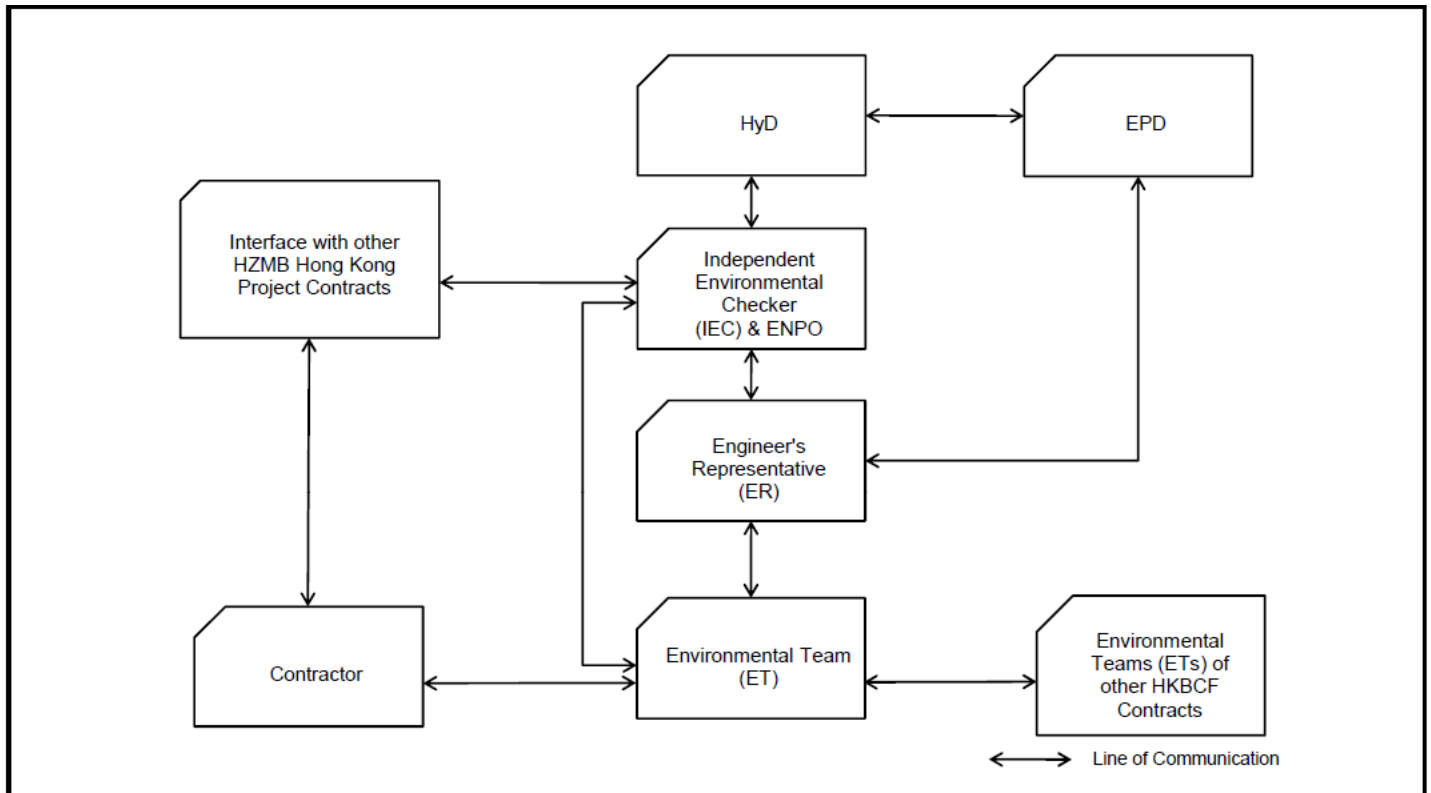 HyD
EPD
Interface with other
HZMB Hong Kong
Project Contracts
Independent
Environmental
Checker
(IEC) & ENPO
Engineer's
Representative
(ER)
Contractor
Environmental Team
(ET)
Environmental
Teams (ETs) of
other HKBCF
Contracts
Line of Communication